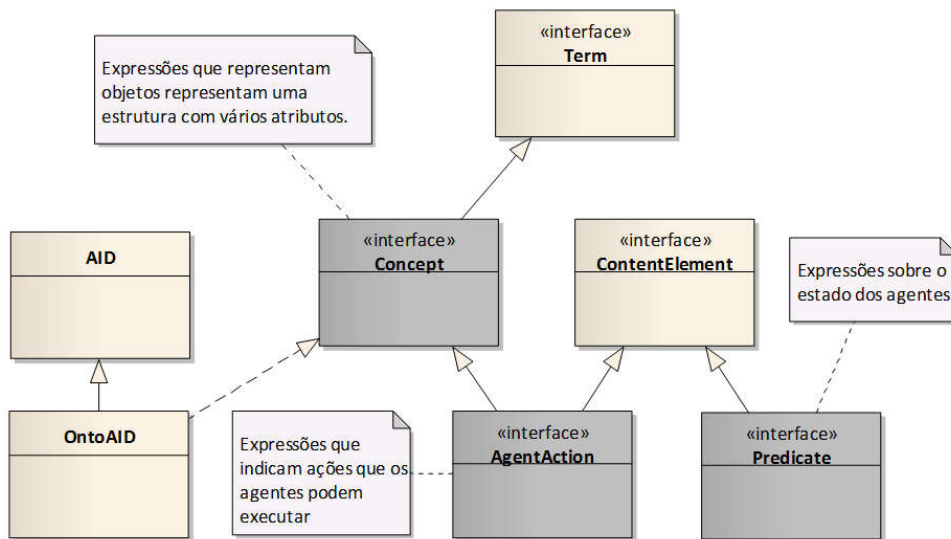 «interface»
Term
Expressões que representam
objetos representam uma
estrutura com vários atributos.
AID
«interface»
Concept
«interface»
ContentElement
Expressões sobre o
estado dos agentes
OntoAID
Expressões que
indicam ações que os
agentes podem
executar
«interface»
AgentAction
«interface»
Predicate